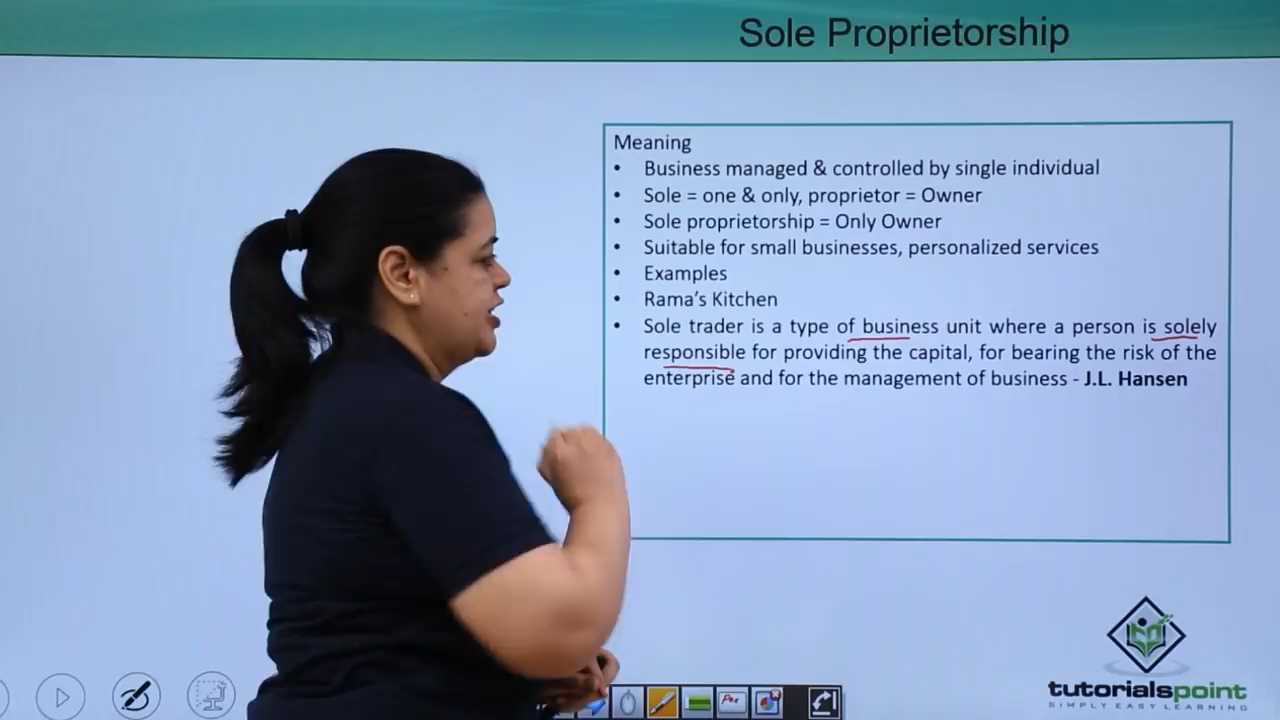 Sole Proprietorship
Meaning
• Business managed & controlled by single individual
• Sole = one & only, proprietor = Owner
• Sole proprietorship = Only Owner
• Suitable for small businesses, personalized services
• Examples
• Rama's Kitchen
• Sole trader is a type of business unit where a person is solely
responsible for providing the capital, for bearing the risk of the
enterprise and for the management of business - J.L. Hansen
tutorialspoint
SIMPLY EASY LEARNING